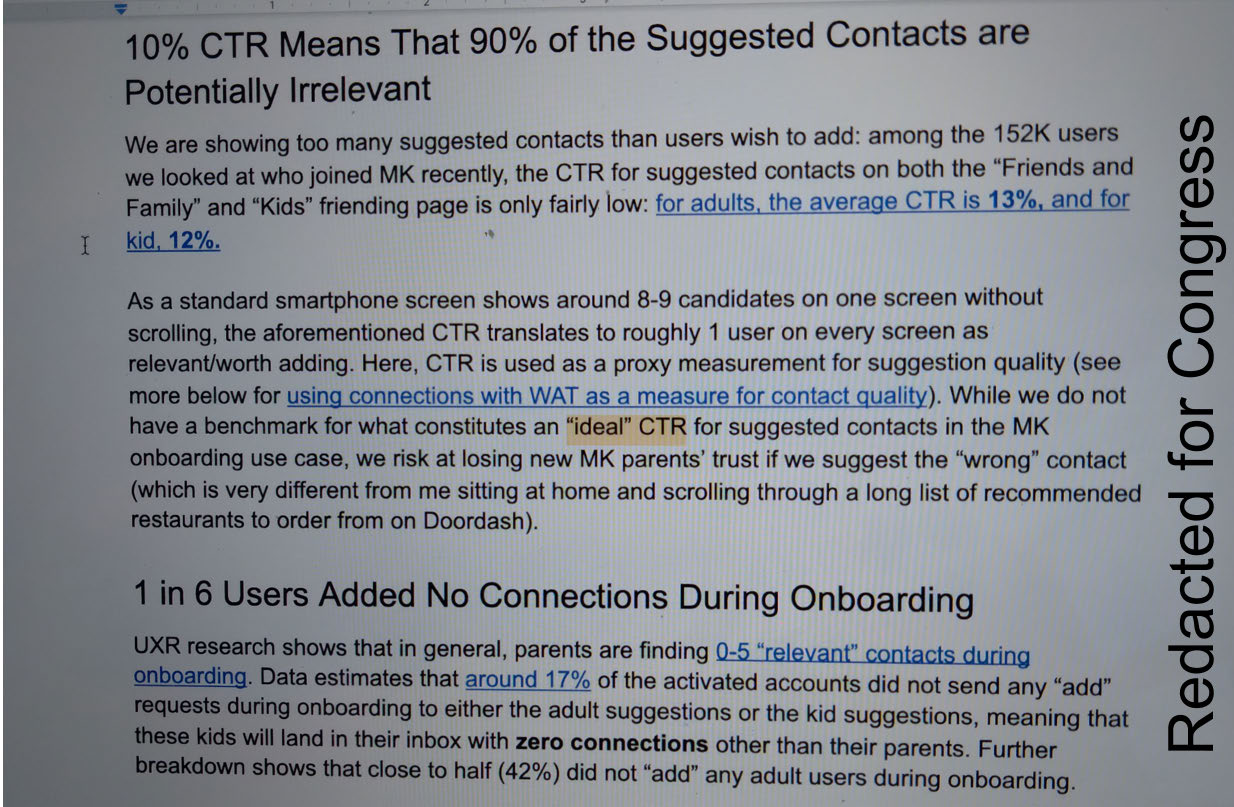 1
2
10% CTR Means That 90% of the Suggested Contacts are
Potentially Irrelevant
We are showing too many suggested contacts than users wish to add: among the 152K users
we looked at who joined MK recently, the CTR for suggested contacts on both the “Friends and
Family” and “Kids” friending page is only fairly low: for adults, the average CTR is 13%, and for
kid, 12%.
As a standard smartphone screen shows around 8-9 candidates on one screen without
scrolling, the aforementioned CTR translates to roughly 1 user on every screen as
relevant/worth adding. Here, CTR is used as a proxy measurement for suggestion quality (see
more below for using connections with WAT as a measure for contact quality). While we do not
have a benchmark for what constitutes an “ideal” CTR for suggested contacts in the MK
onboarding use case, we risk at losing new MK parents’ trust if we suggest the “wrong” contact
(which is very different from me sitting at home and scrolling through a long list of recommended
restaurants to order from on Doordash).
1 in 6 Users Added No Connections During Onboarding
UXR research shows that in general, parents are finding 0-5 “relevant” contacts during
onboarding. Data estimates that around 17% of the activated accounts did not send any “add”
requests during onboarding to either the adult suggestions or the kid suggestions, meaning that
these kids will land in their inbox with zero connections other than their parents. Further
breakdown shows that close to half (42%) did not “add” any adult users during onboarding.
Redacted for Congress